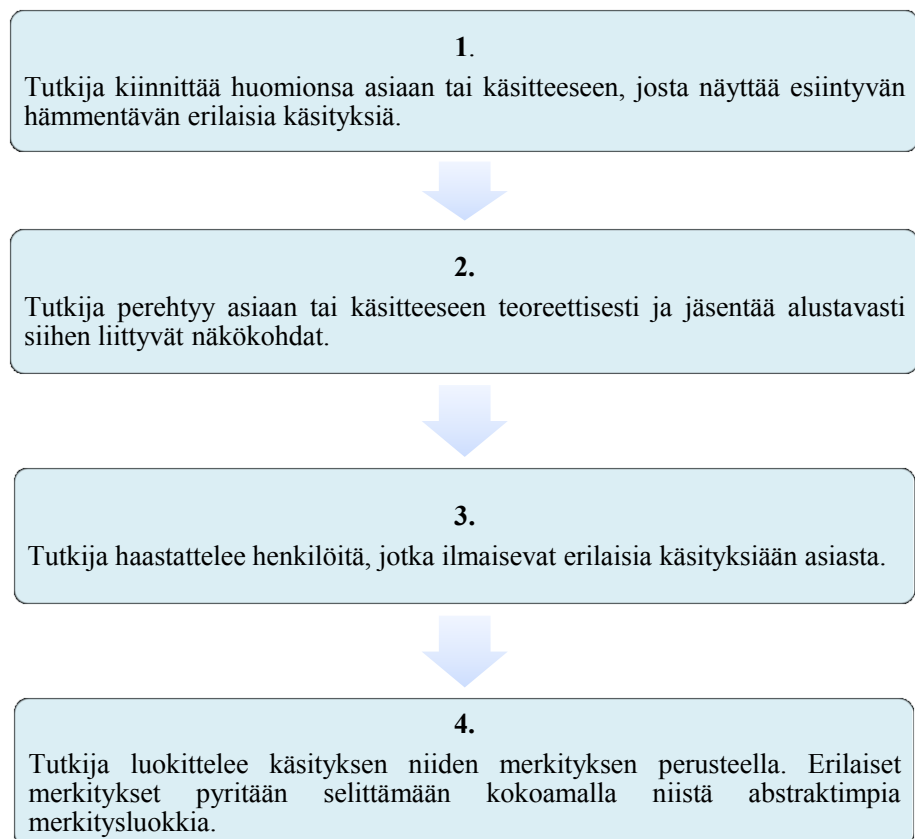 1.
Tutkija kiinnittää huomionsa asiaan tai käsitteeseen, josta näyttää esiintyvän
hämmentävän erilaisia käsityksiä.
2.
Tutkija perehtyy asiaan tai käsitteeseen teoreettisesti ja jäsentää alustavasti
siihen liittyvät näkökohdat.
3.
Tutkija haastattelee henkilöitä, jotka ilmaisevat erilaisia käsityksiään asiasta.
4.
Tutkija luokittelee käsityksen niiden merkityksen perusteella. Erilaiset
merkitykset pyritään selittämään kokoamalla niistä abstraktimpia
merkitysluokkia.